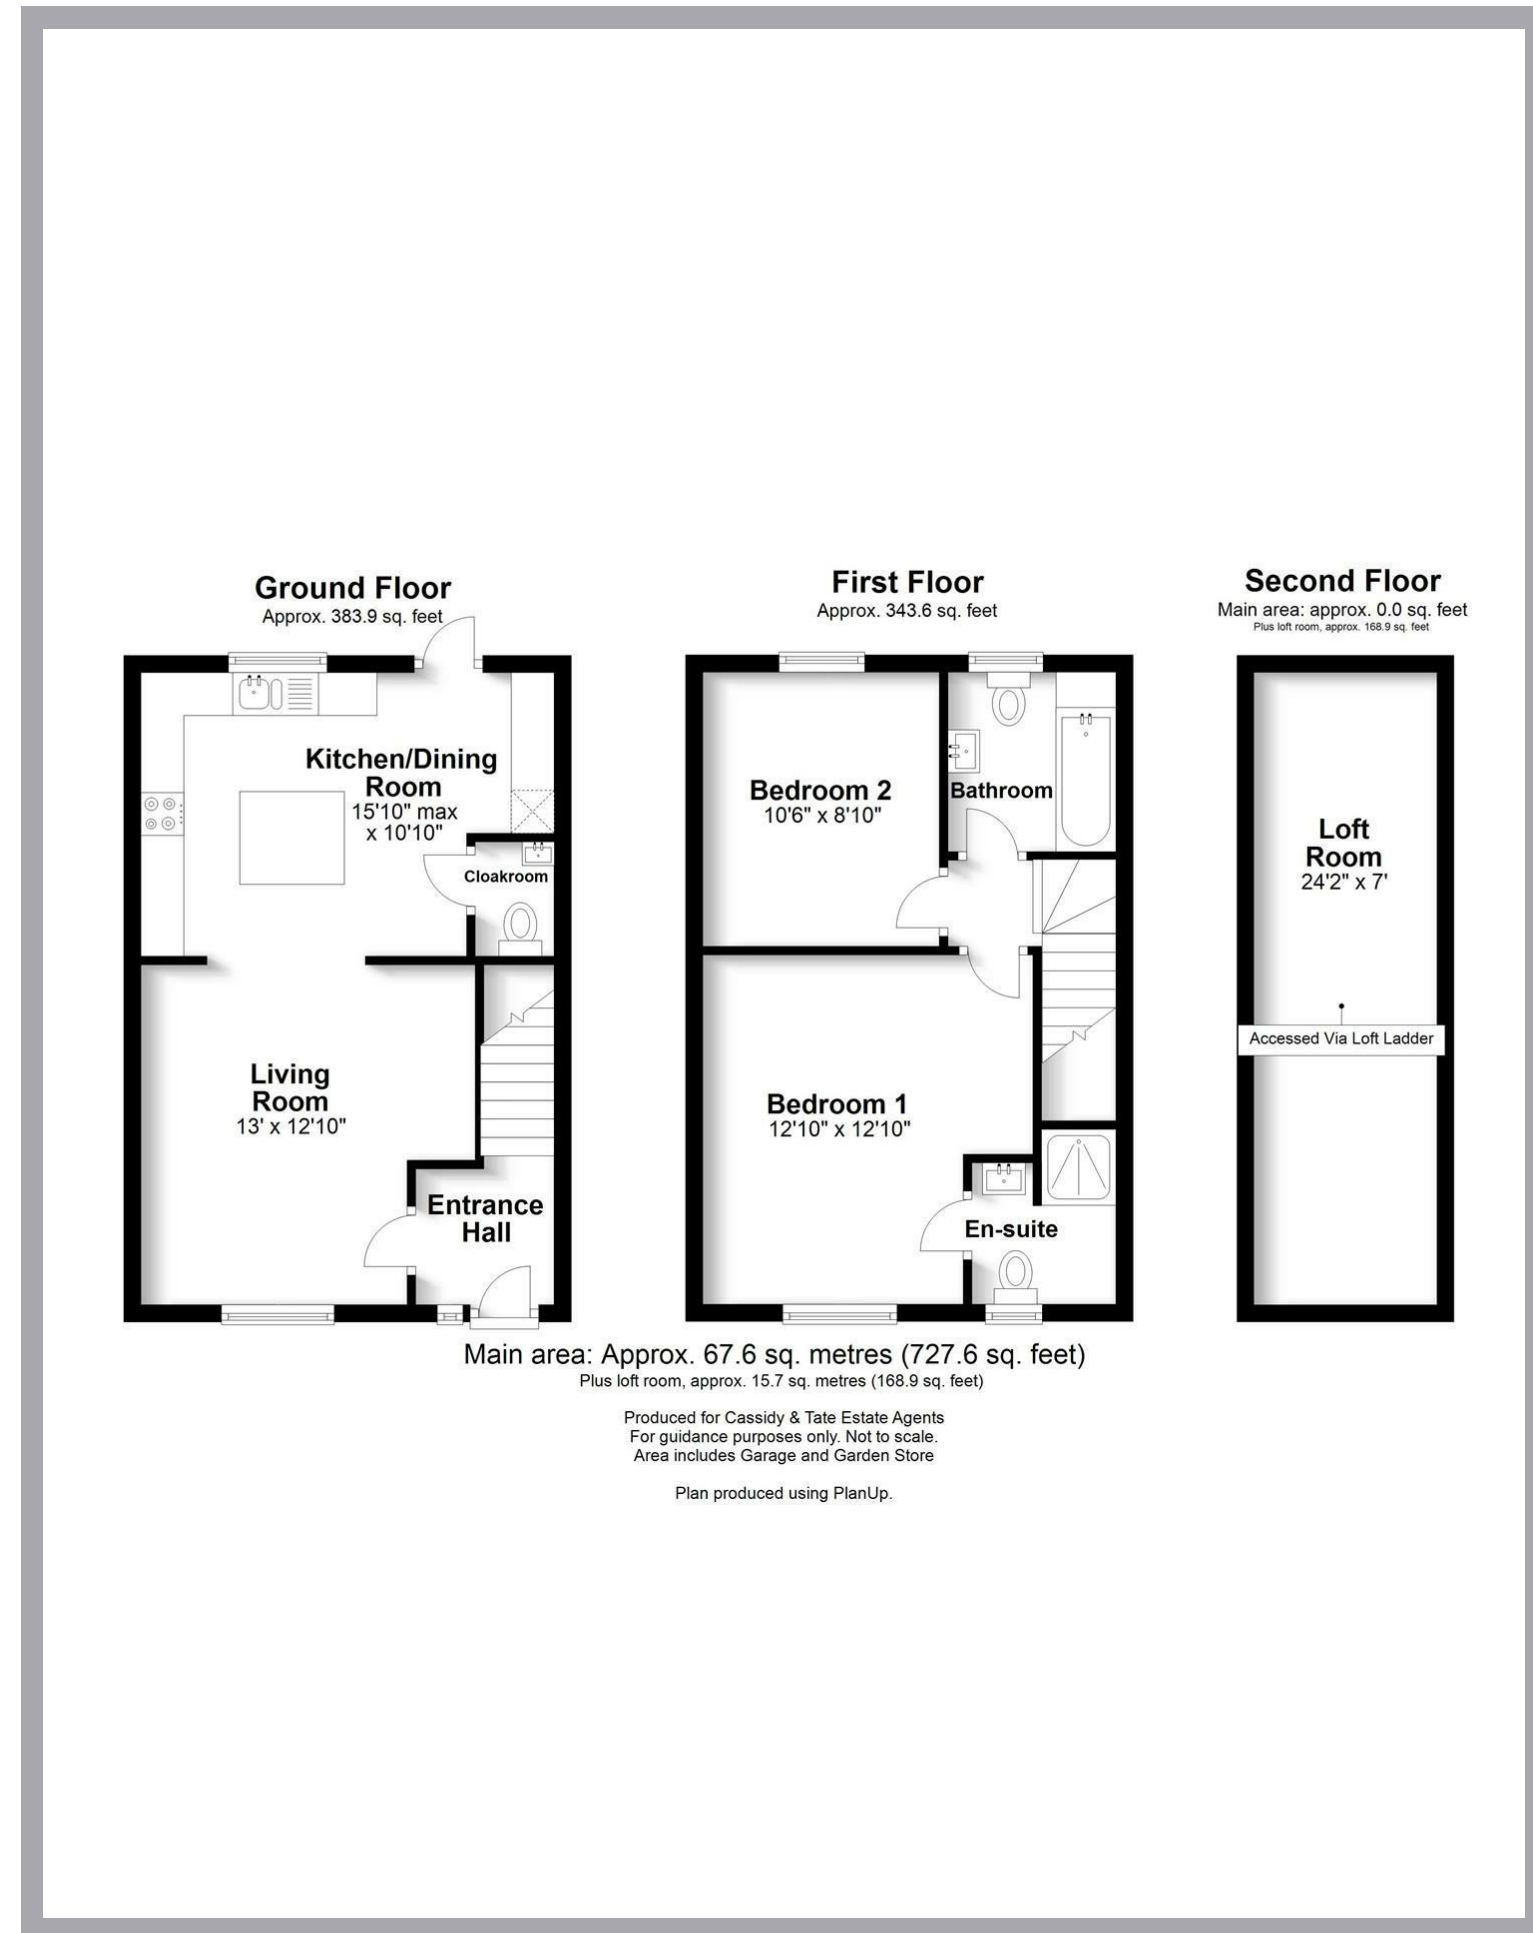 Ground Floor
Approx. 383.9 sq. feet
Kitchen/Dining
Room
15'10" max
x 10'10"
Cloakroom
Living
Room
13' x 12'10"
Entrance
Hall
First Floor
Approx. 343.6 sq. feet
Bedroom 2
10'6" x 8'10"
Bathroom
Bedroom 1
12'10" x 12'10"
En-suite
Second Floor
Main area: approx. 0.0 sq. feet
Plus loft room, approx. 168.9 sq. feet
Loft
Room
24'2" x 7'
Accessed Via Loft Ladder
Main area: Approx. 67.6 sq. metres (727.6 sq. feet)
Plus loft room, approx. 15.7 sq. metres (168.9 sq. feet)
Produced for Cassidy & Tate Estate Agents
For guidance purposes only. Not to scale.
Area includes Garage and Garden Store
Plan produced using PlanUp.